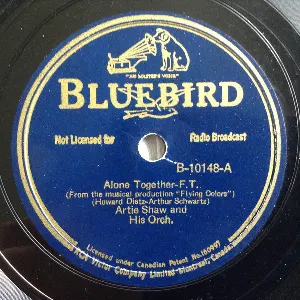 "HIS MASTER'S VOICE"
BLUEBIRD
Not Licensed for Radio Broadcast
B-10148-A
Alone Together-F.T.
(From the musical production "Flying Colors")
(Howard Dietz-Arthur Schwartz)
Artie Shaw and
His Orch.
Licensed under Canadian Patent No. 180997
RCA Victor Company Limited-Montreal, Canada